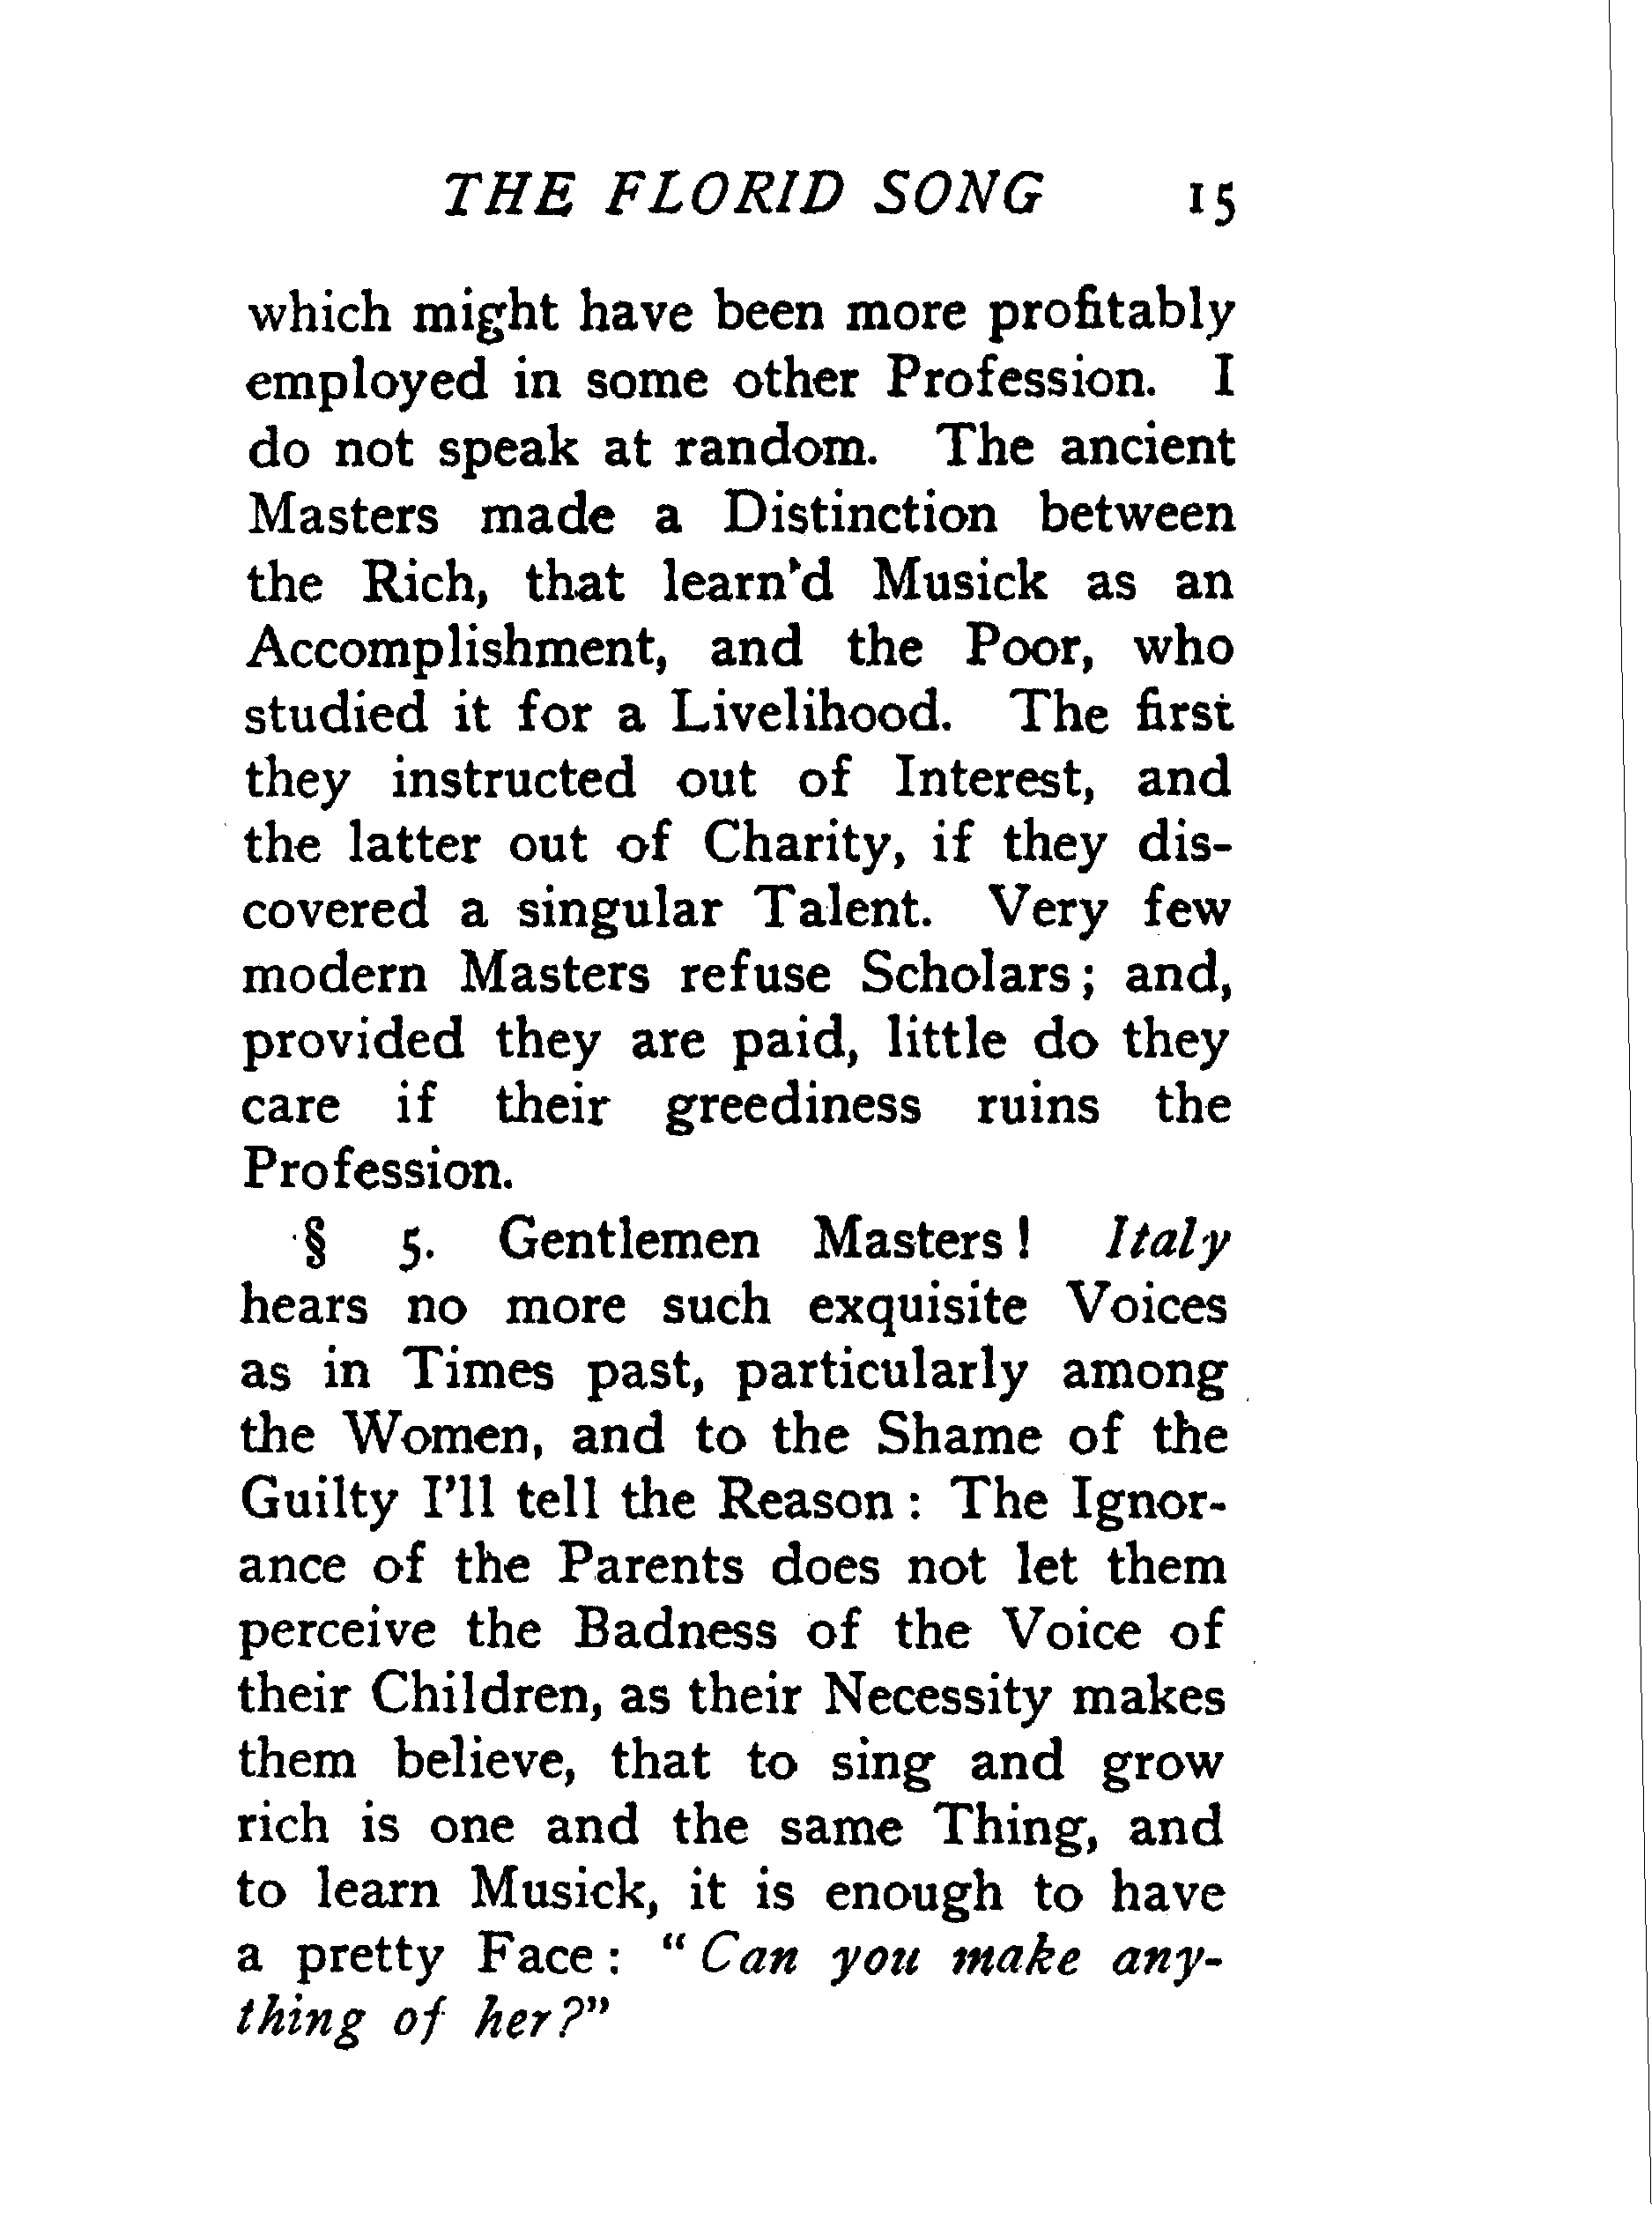 THE FLORID SONG 15
which might have been more profitably
employed in some other Profession. I
do not speak at random. The ancient
Masters made a Distinction between
the Rich, that learn'd Musick as an
Accomplishment, and the Poor, who
studied it for a Livelihood. The first
they instructed out of Interest, and
the latter out of Charity, if they dis-
covered a singular Talent. Very few
modern Masters refuse Scholars; and,
provided they are paid, little do they
care if their greediness ruins the
Profession.
§ 5. Gentlemen Masters! Italy
hears no more such exquisite Voices
as in Times past, particularly among
the Women, and to the Shame of the
Guilty I'll tell the Reason: The Ignor-
ance of the Parents does not let them
perceive the Badness of the Voice of
their Children, as their Necessity makes
them believe, that to sing and grow
rich is one and the same Thing, and
to learn Musick, it is enough to have
a pretty Face: "Can you make any-
thing of her?"